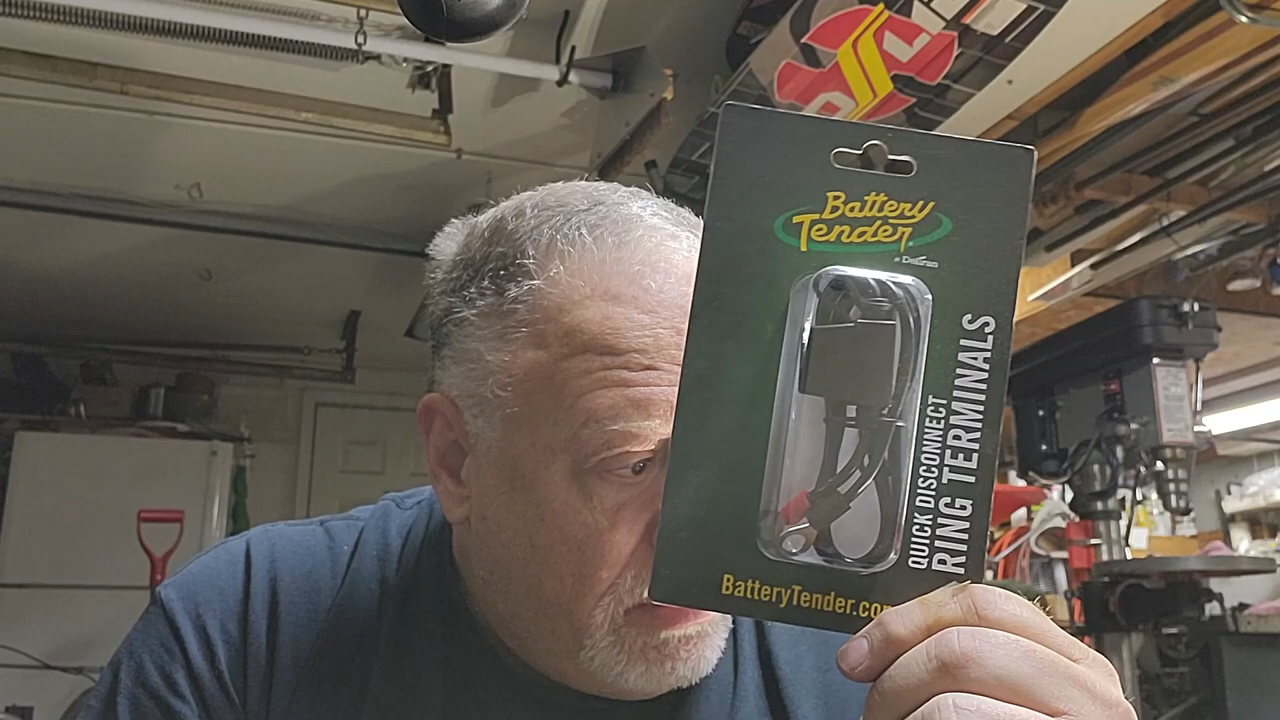 Battery
Tender
by Deltran
QUICK DISCONNECT
RING TERMINALS
BatteryTender.co